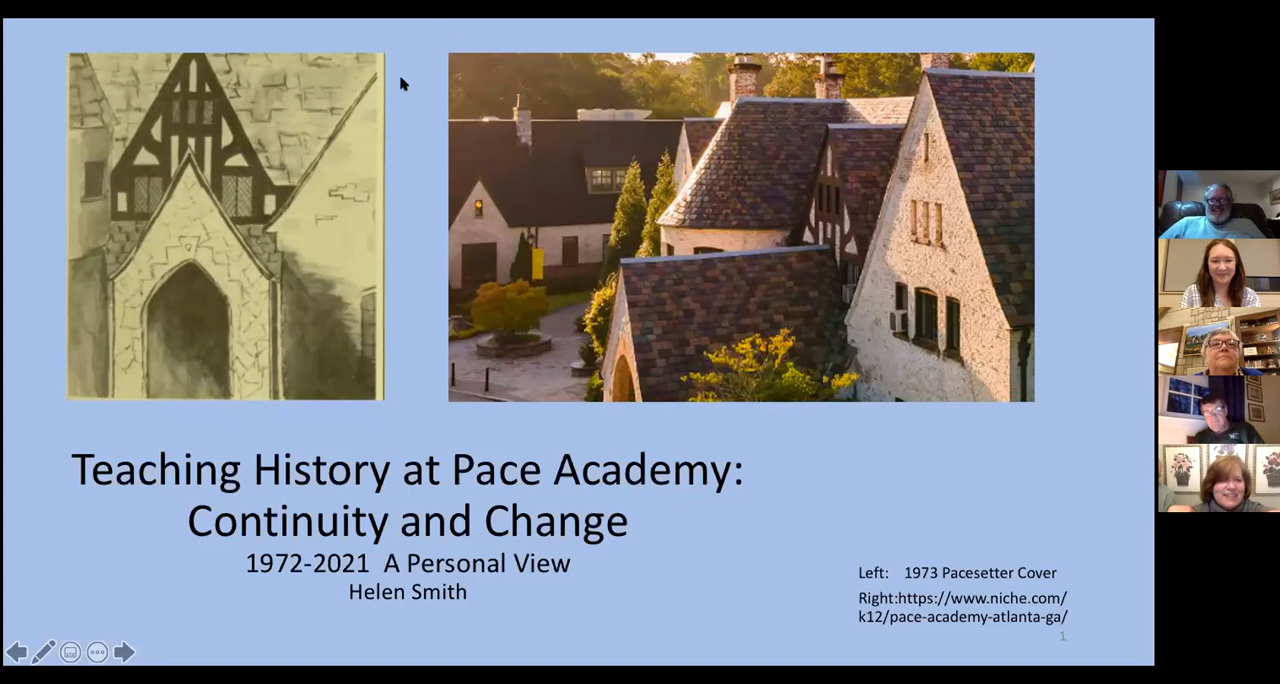 Teaching History at Pace Academy:
Continuity and Change
1972-2021 A Personal View
Helen Smith
Left: 1973 Pacesetter Cover
Right:https://www.niche.com/
k12/pace-academy-atlanta-ga/
1